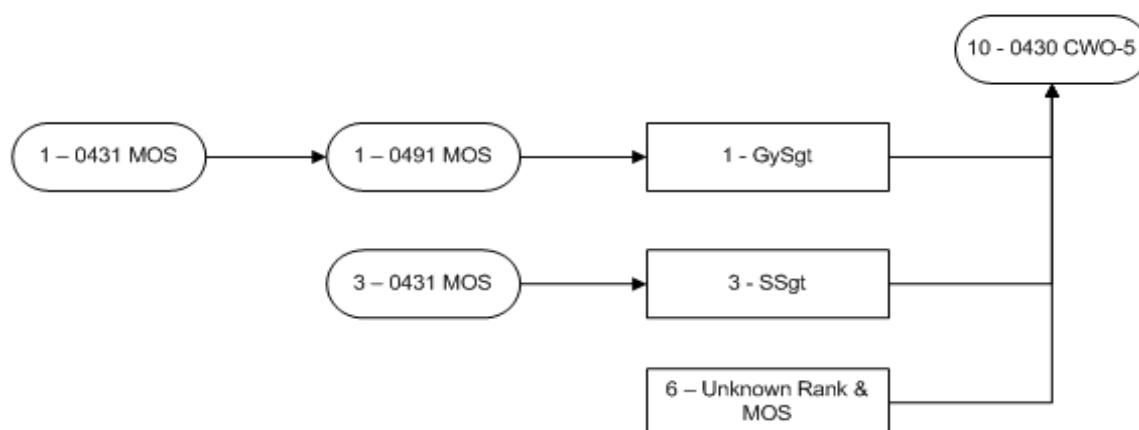 10 - 0430 CWO-5
1 – 0431 MOS
1 – 0491 MOS
1 - GySgt
3 – 0431 MOS
3 - SSgt
6 – Unknown Rank &
MOS